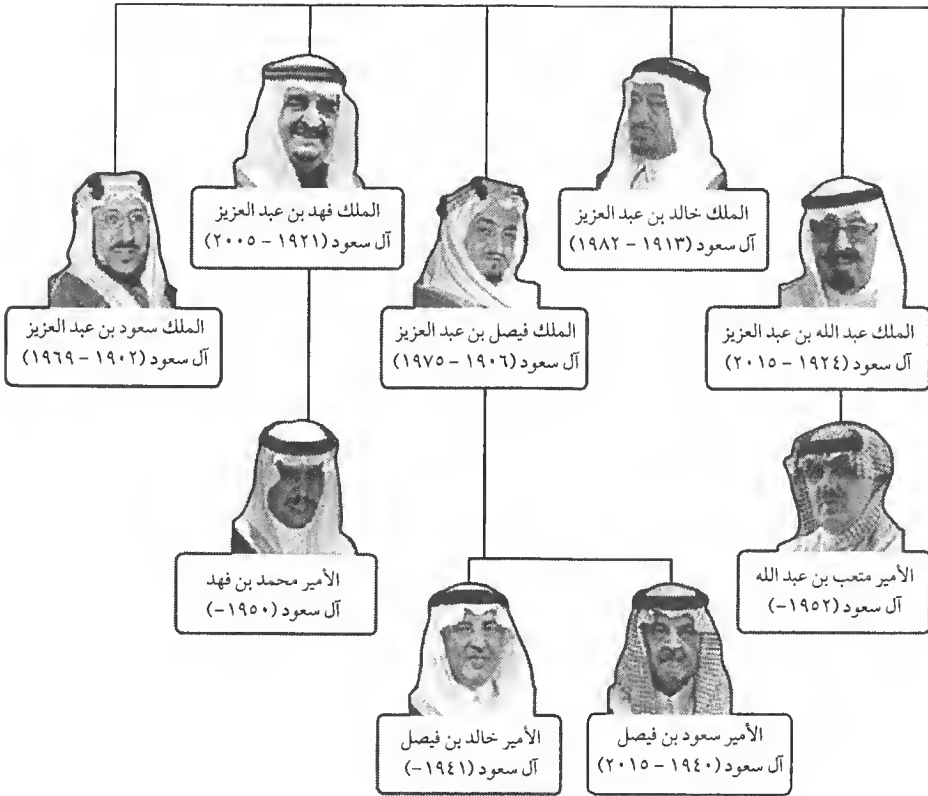 الملك فهد بن عبد العزيز
آل سعود (١٩٢١ - ٢٠٠٥)
الملك خالد بن عبد العزيز
آل سعود (١٩١٣ - ١٩٨٢)
الملك عبد الله بن عبد العزيز
آل سعود (١٩٢٤ - ٢٠١٥)
الملك فيصل بن عبد العزيز
آل سعود (١٩٠٦ - ١٩٧٥)
الملك سعود بن عبد العزيز
آل سعود (١٩٠٢ - ١٩٦٩)
الأمير متعب بن عبد الله
آل سعود (١٩٥٢-)
الأمير محمد بن فهد
آل سعود (١٩٥٠-)
الأمير سعود بن فيصل
آل سعود (١٩٤٠ - ٢٠١٥)
الأمير خالد بن فيصل
آل سعود (١٩٤١-)